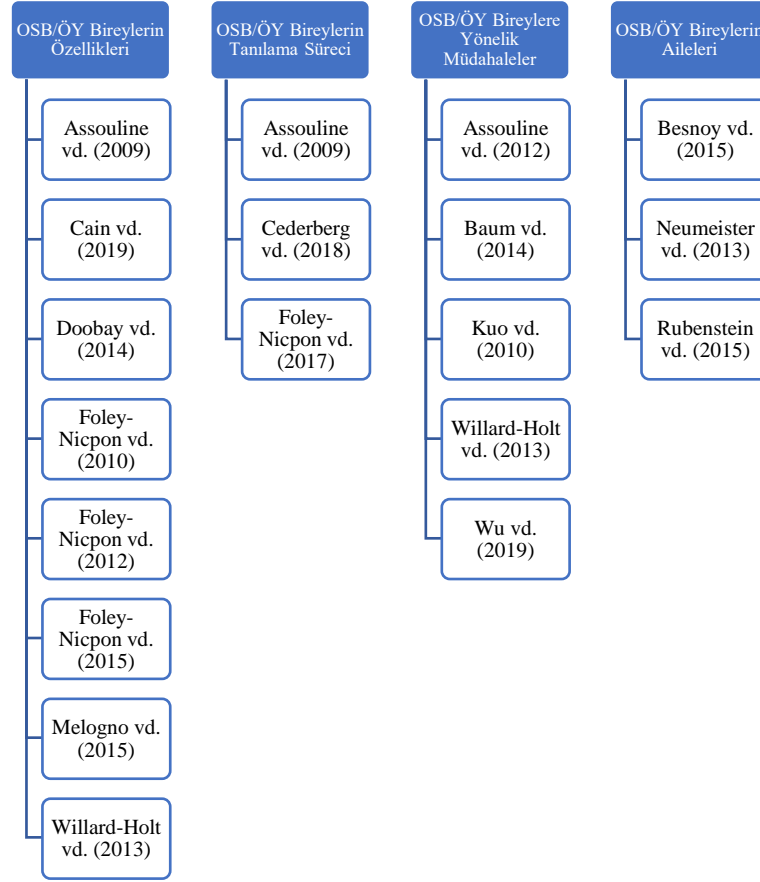 OSB/ÖY Bireylerin
Özellikleri
Assouline
vd. (2009)
Cain vd.
(2019)
Doobay vd.
(2014)
Foley-
Nicpon vd.
(2010)
Foley-
Nicpon vd.
(2012)
Foley-
Nicpon vd.
(2015)
Melogno vd.
(2015)
Willard-Holt
vd. (2013)
OSB/ÖY Bireylerin
Tanılama Süreci
Assouline
vd. (2009)
Cederberg
vd. (2018)
Foley-
Nicpon vd.
(2017)
OSB/ÖY Bireylere
Yönelik
Müdahaleler
Assouline
vd. (2012)
Baum vd.
(2014)
Kuo vd.
(2010)
Willard-Holt
vd. (2013)
Wu vd.
(2019)
OSB/ÖY Bireylerin
Aileleri
Besnoy vd.
(2015)
Neumeister
vd. (2013)
Rubenstein
vd. (2015)